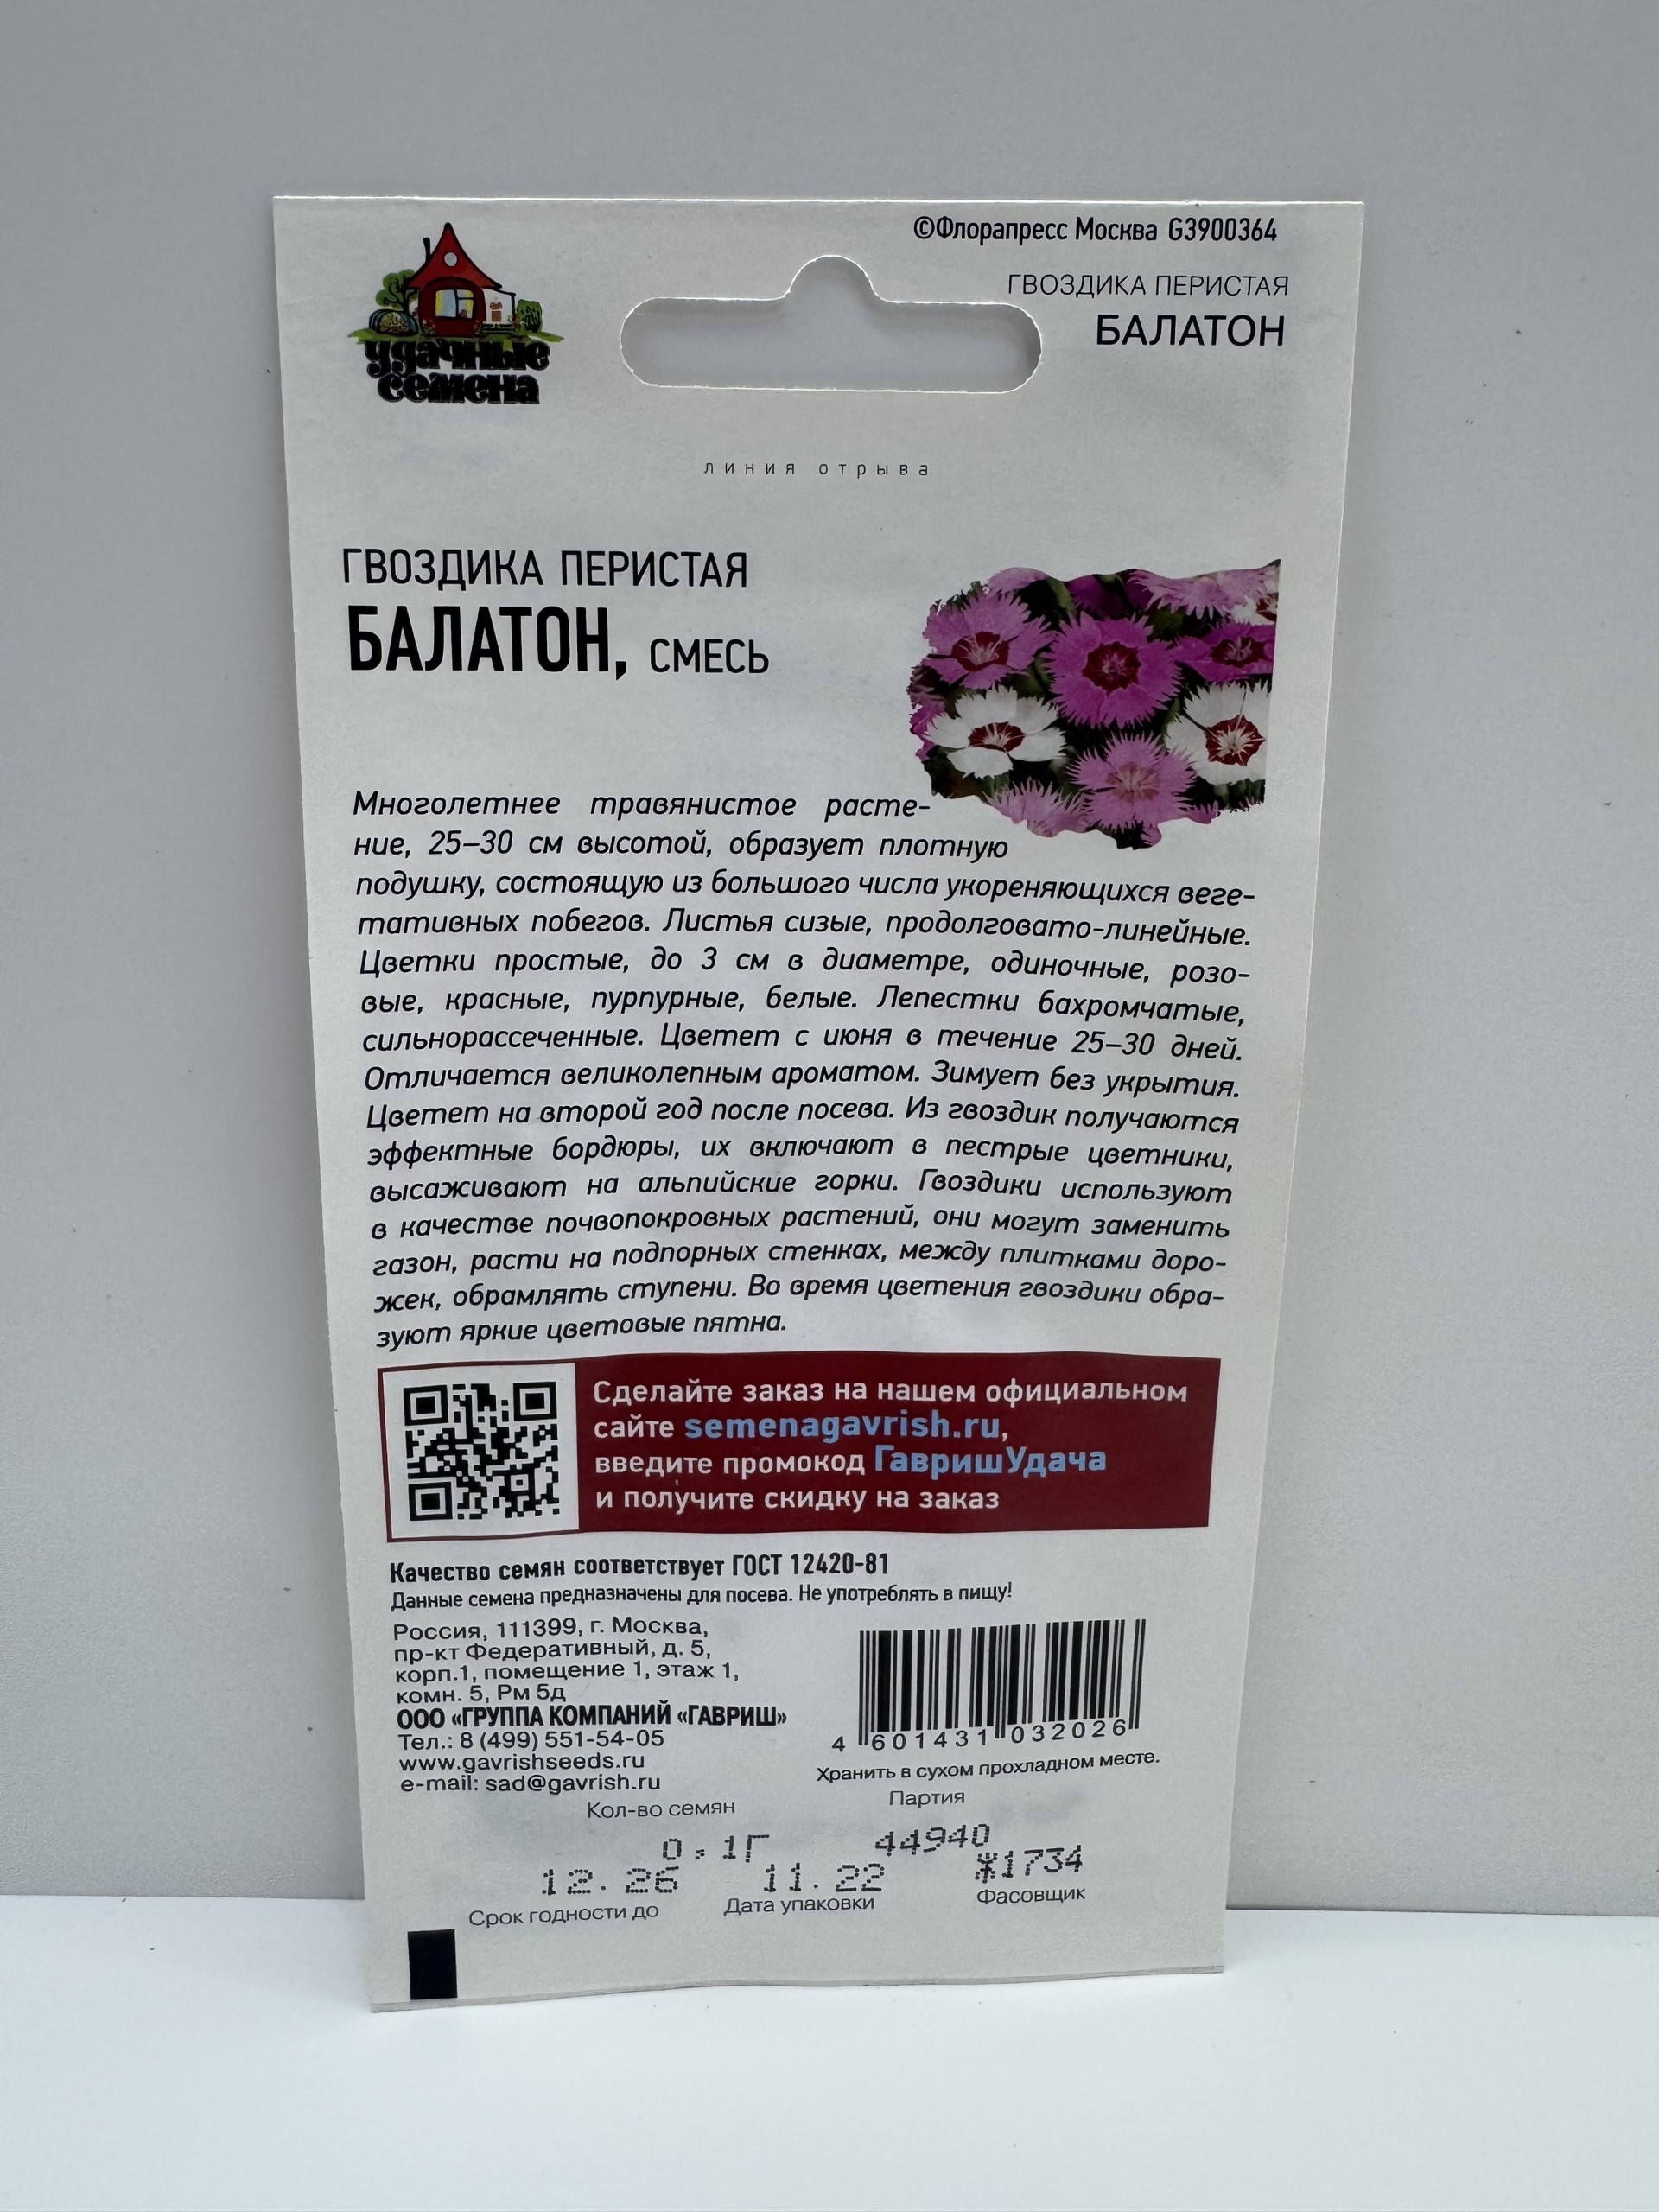 ©Флорапресс Москва G3900364
ГВОЗДИКА ПЕРИСТАЯ
БАЛАТОН
удачные
семена
линия отрыва
ГВОЗДИКА ПЕРИСТАЯ
БАЛАТОН, СМЕСЬ
Многолетнее травянистое расте-
ние, 25–30 см высотой, образует плотную
подушку, состоящую из большого числа укореняющихся веге-
тативных побегов. Листья сизые, продолговато-линейные.
Цветки простые, до 3 см в диаметре, одиночные, розо-
вые, красные, пурпурные, белые. Лепестки бахромчатые,
сильнорассеченные. Цветет с июня в течение 25–30 дней.
Отличается великолепным ароматом. Зимует без укрытия.
Цветет на второй год после посева. Из гвоздик получаются
эффектные бордюры, их включают в пестрые цветники,
высаживают на альпийские горки. Гвоздики используют
в качестве почвопокровных растений, они могут заменить
газон, расти на подпорных стенках, между плитками доро-
жек, обрамлять ступени. Во время цветения гвоздики обра-
зуют яркие цветовые пятна.
Сделайте заказ на нашем официальном
сайте semenagavrish.ru,
введите промокод ГавришУдача
и получите скидку на заказ
Качество семян соответствует ГОСТ 12420-81
Данные семена предназначены для посева. Не употреблять в пищу!
Россия, 111399, г. Москва,
пр-кт Федеративный, д. 5,
корп.1, помещение 1, этаж 1,
комн. 5, Рм 5д
ООО «ГРУППА КОМПАНИЙ «ГАВРИШ»
Тел.: 8 (499) 551-54-05
www.gavrishseeds.ru
e-mail: sad@gavrish.ru
4 601431 032026
Хранить в сухом прохладном месте.
Кол-во семян
Партия
0,1Г 44940
12.26 11.22 Ж1734
Срок годности до Дата упаковки Фасовщик